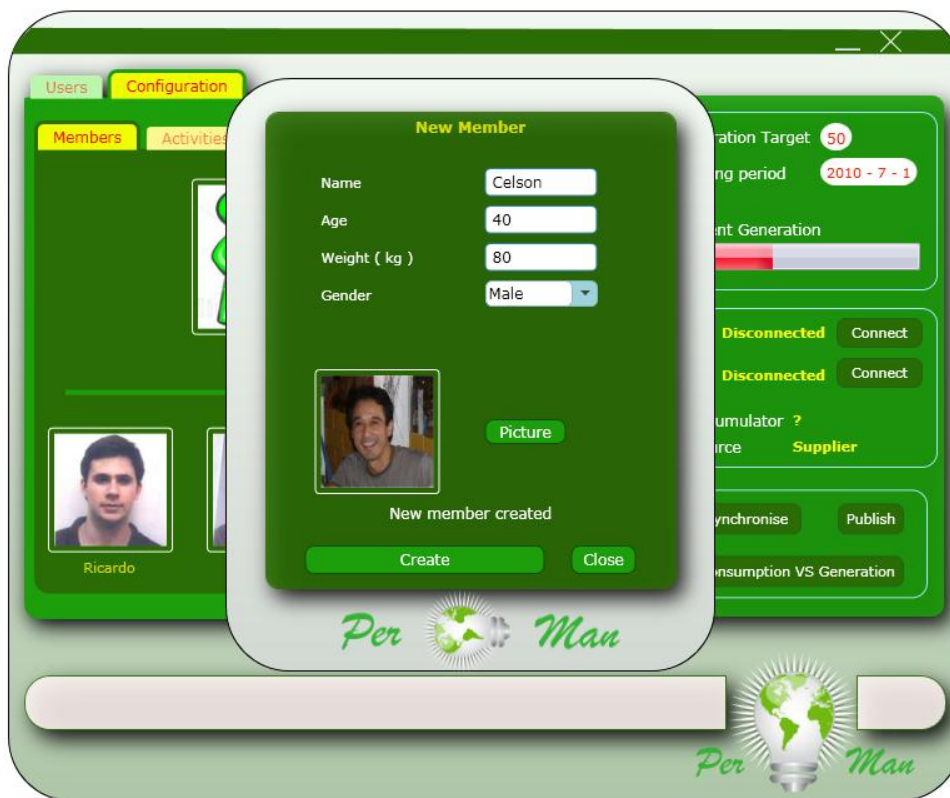 Users
Configuration
Members
Activities
Ricardo
New Member
Name
Celson
Age
40
Weight ( kg )
80
Gender
Male
Picture
New member created
Create
Close
Per Man
ration Target
50
ng period
2010 - 7 - 1
nt Generation
Disconnected
Connect
Disconnected
Connect
umulator ?
rce
Supplier
ynchronise
Publish
onsumption VS Generation
Per Man